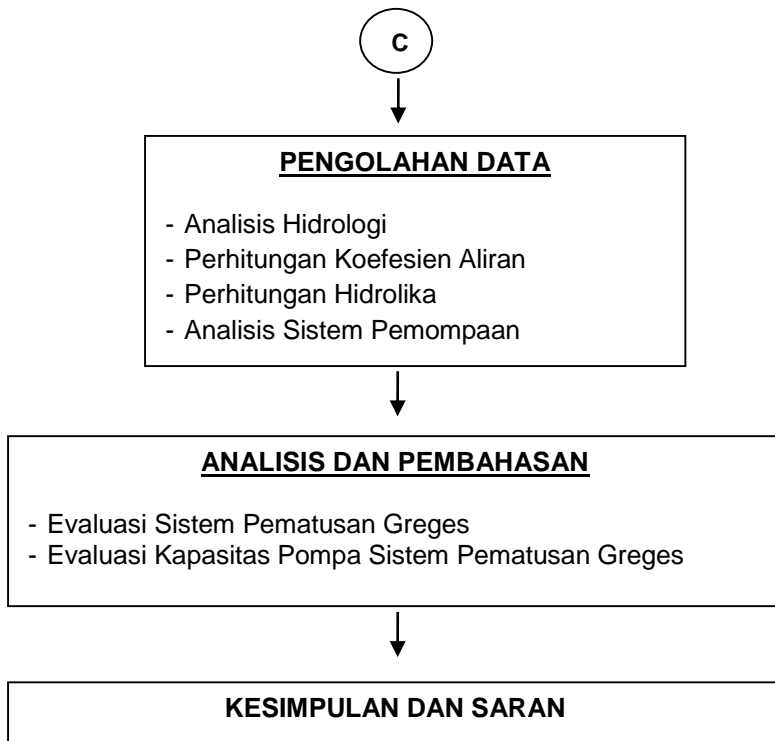 C
PENGOLAHAN DATA
- Analisis Hidrologi
- Perhitungan Koefesien Aliran
- Perhitungan Hidrolika
- Analisis Sistem Pemompaan
ANALISIS DAN PEMBAHASAN
- Evaluasi Sistem Pematusan Greges
- Evaluasi Kapasitas Pompa Sistem Pematusan Greges
KESIMPULAN DAN SARAN